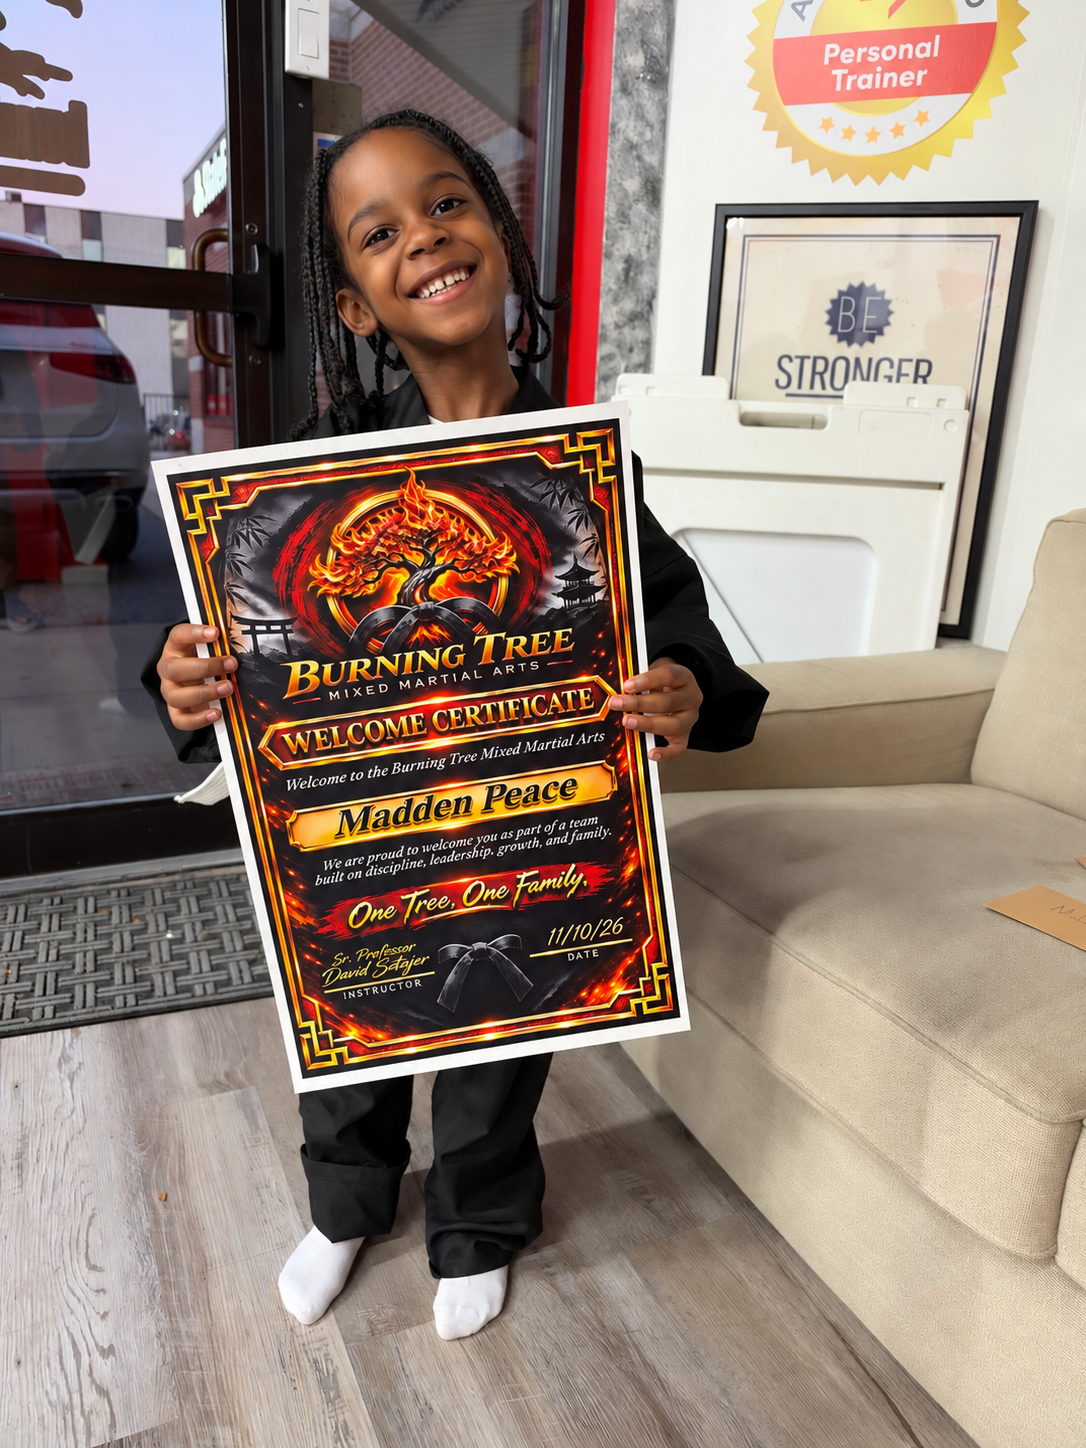 Personal
Trainer
BE
STRONGER
BURNING TREE
MIXED MARTIAL ARTS
WELCOME CERTIFICATE
Welcome to the Burning Tree Mixed Martial Arts
Madden Peace
We are proud to welcome you as part of a team
built on discipline, leadership, growth, and family.
One Tree, One Family.
Sr. Professor
David Sctajer
INSTRUCTOR
11/10/26
DATE